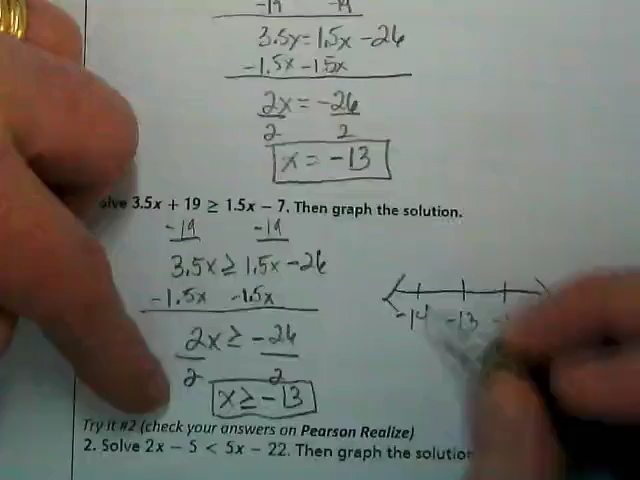 -19 -19
3.5x = 1.5x - 26
-1.5x -1.5x
2x = -26
2 2
x = -13
olve 3.5x + 19 ≥ 1.5x − 7. Then graph the solution.
-19 -19
3.5x ≥ 1.5x - 26
-1.5x -1.5x
2x ≥ -26
2 2
x ≥ -13
-14 -13
Try it #2 (check your answers on Pearson Realize)
2. Solve 2x − 5 < 5x − 22. Then graph the solution